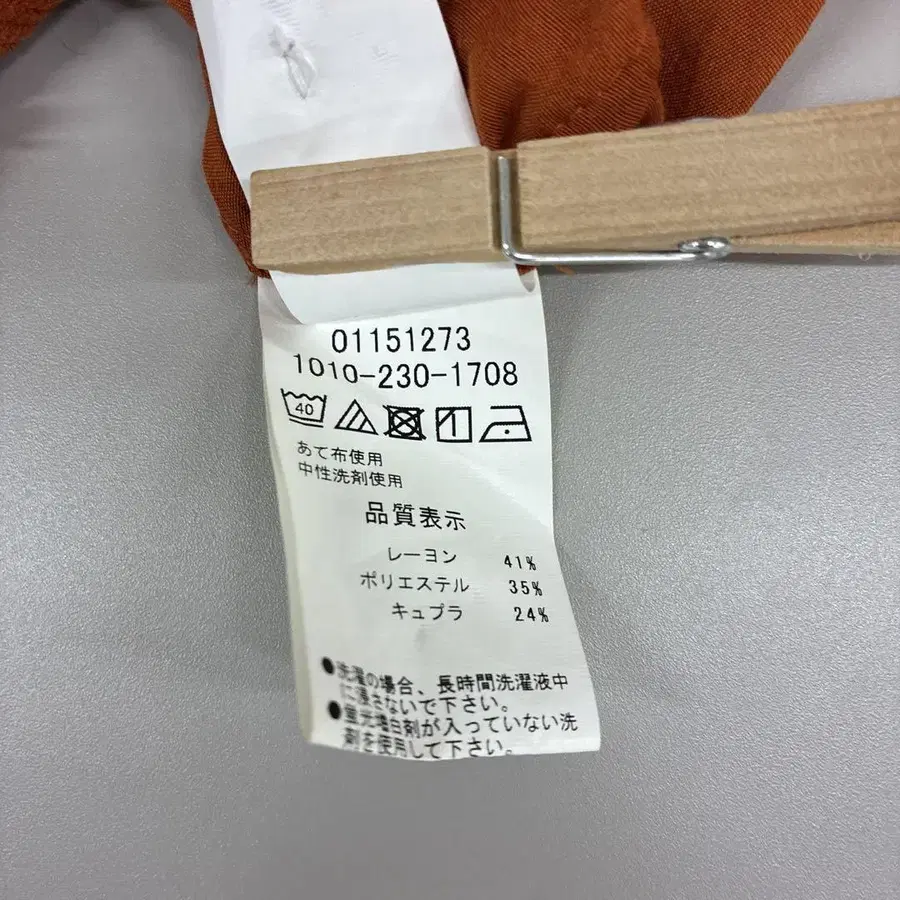 01151273
1010-230-1708
40
あて布使用
中性洗剤使用
品質表示
レーヨン 41%
ポリエステル 35%
キュプラ 24%
●洗濯の場合、長時間洗濯液中
に浸さないで下さい。
●蛍光増白剤が入っていない洗
剤を使用して下さい。